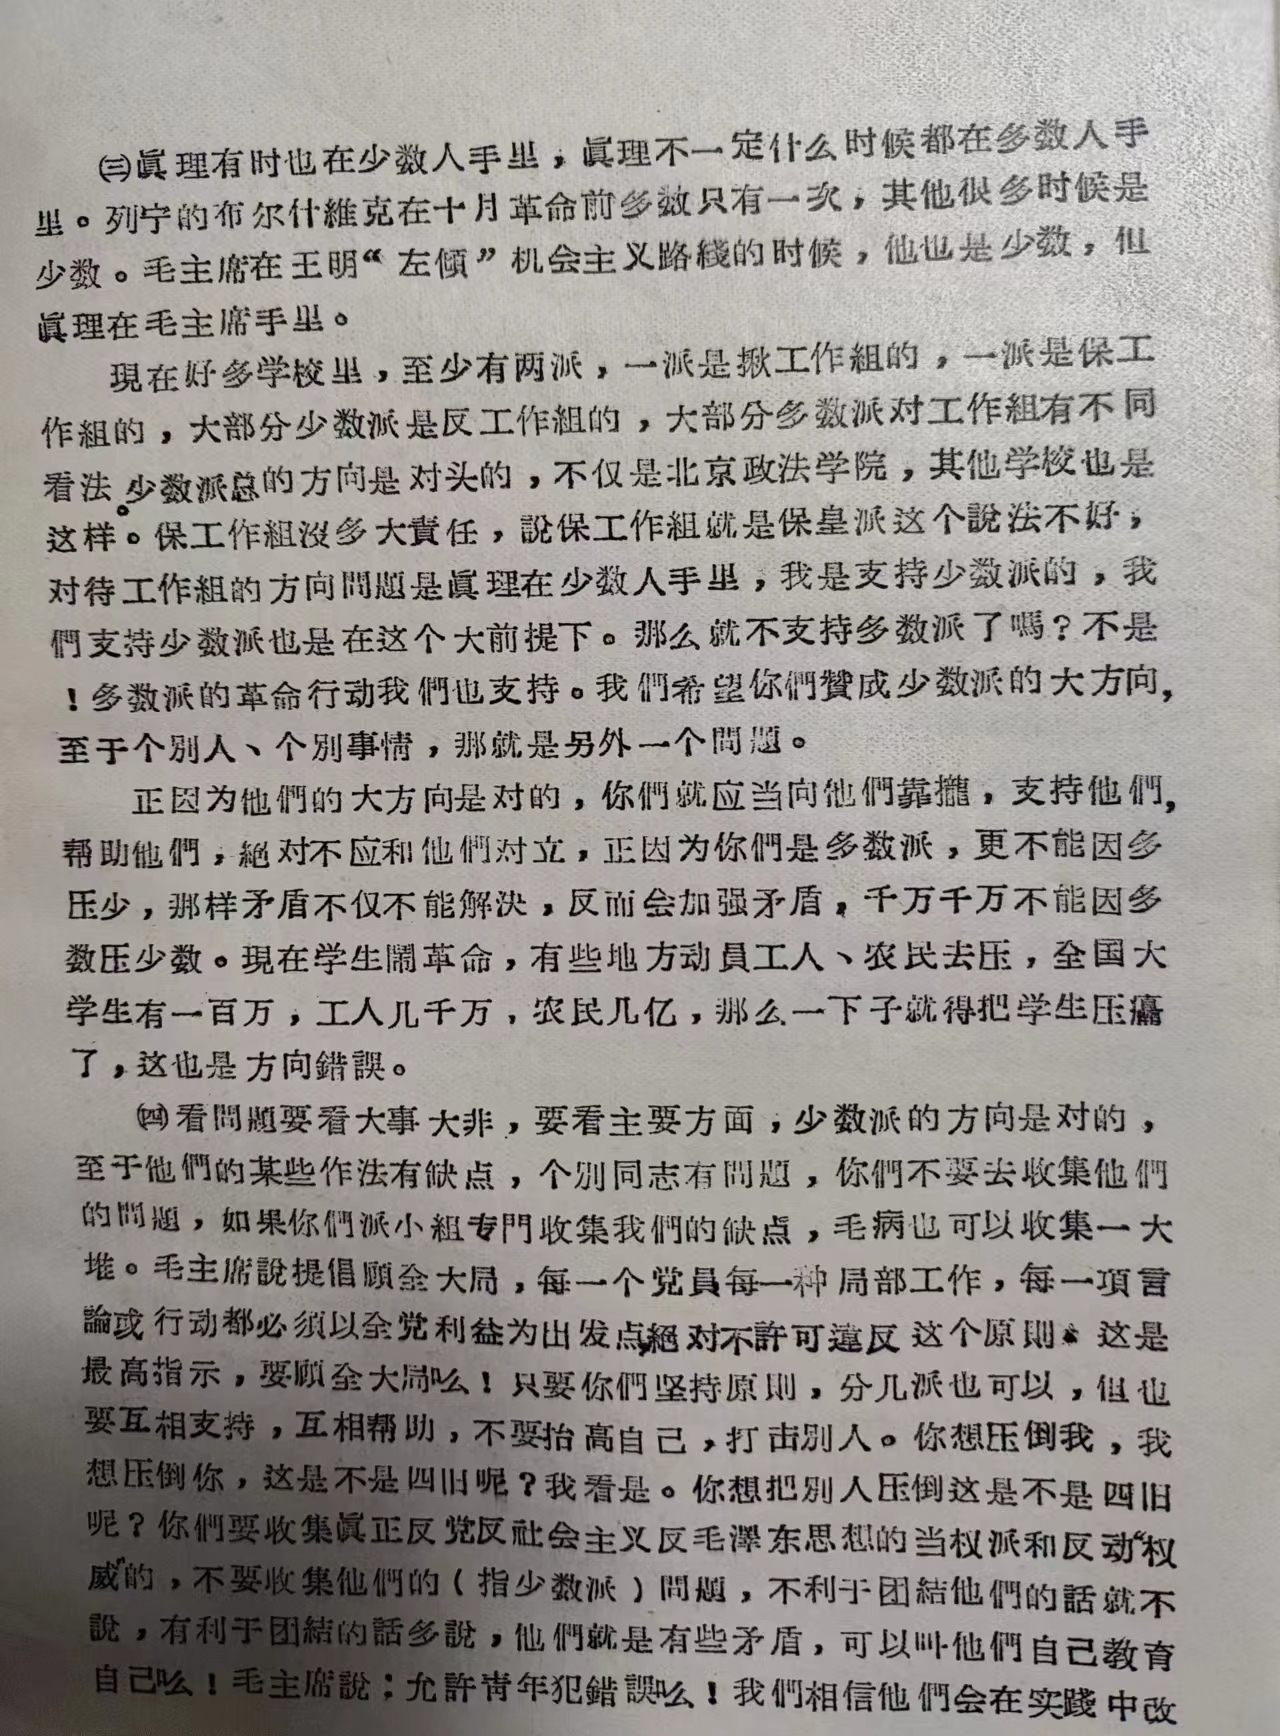 ㈢眞理有时也在少数人手里，眞理不一定什么时候都在多数人手
里。列宁的布尔什維克在十月革命前多数只有一次，其他很多时候是
少数。毛主席在王明“左傾”机会主义路綫的时候，他也是少数，但
眞理在毛主席手里。
現在好多学校里，至少有两派，一派是揪工作組的，一派是保工
作組的，大部分少数派是反工作組的，大部分多数派对工作組有不同
看法。少数派总的方向是对头的，不仅是北京政法学院，其他学校也是
这样。保工作組沒多大責任，說保工作組就是保皇派这个說法不好，
对待工作組的方向問題是眞理在少数人手里，我是支持少数派的，我
們支持少数派也是在这个大前提下。那么就不支持多数派了嗎？不是
！多数派的革命行动我們也支持。我們希望你們贊成少数派的大方向，
至于个別人、个別事情，那就是另外一个問題。
正因为他們的大方向是对的，你們就应当向他們靠攏，支持他們，
帮助他們，絕对不应和他們对立，正因为你們是多数派，更不能因多
压少，那样矛盾不仅不能解决，反而会加强矛盾，千万千万不能因多
数压少数。現在学生鬧革命，有些地方动員工人、农民去压，全国大
学生有一百万，工人几千万，农民几亿，那么一下子就得把学生压癟
了，这也是方向錯誤。
㈣看問題要看大事大非，要看主要方面，少数派的方向是对的，
至于他們的某些作法有缺点，个別同志有問題，你們不要去收集他們
的問題，如果你們派小組专門收集我們的缺点，毛病也可以收集一大
堆。毛主席說提倡顧全大局，每一个党員每一种局部工作，每一項言
論或行动都必須以全党利益为出发点，絕对不許可違反这个原則。这是
最高指示，要顧全大局么！只要你們坚持原則，分几派也可以，但也
要互相支持，互相帮助，不要抬高自己，打击別人。你想压倒我，我
想压倒你，这是不是四旧呢？我看是。你想把別人压倒这是不是四旧
呢？你們要收集眞正反党反社会主义反毛澤东思想的当权派和反动“权
威”的，不要收集他們的（指少数派）問題，不利于团結他們的話就不
說，有利于团結的話多說，他們就是有些矛盾，可以叫他們自己教育
自己么！毛主席說：允許青年犯錯誤么！我們相信他們会在实踐中改